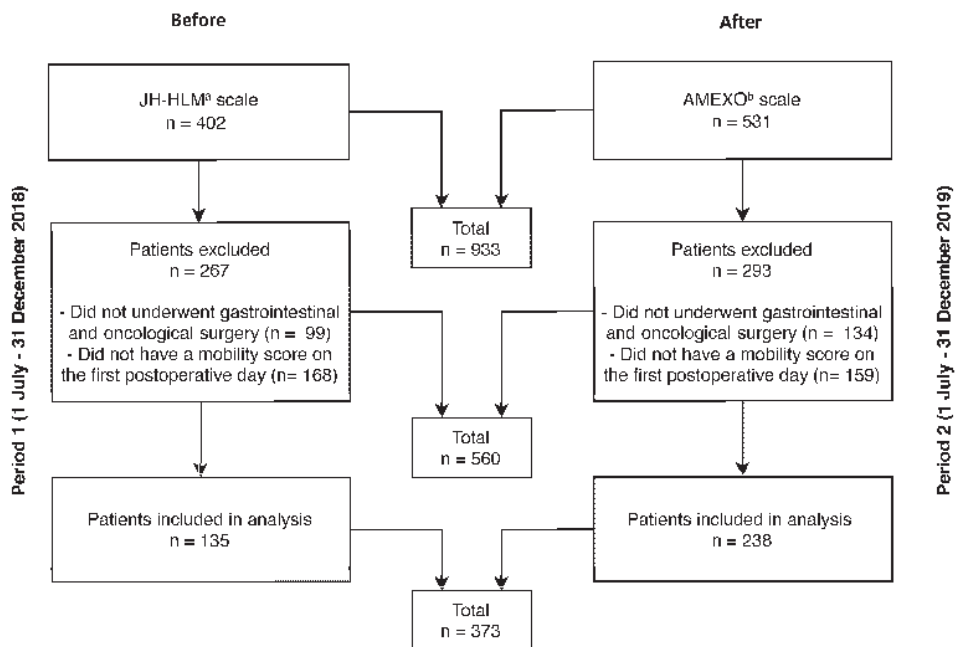 Before
After
JH-HLMᵃ scale
n = 402
AMEXOᵇ scale
n = 531
Total
n = 933
Period 1 (1 July - 31 December 2018)
Patients excluded
n = 267
- Did not underwent gastrointestinal
and oncological surgery (n = 99)
- Did not have a mobility score on
the first postoperative day (n= 168)
Patients excluded
n = 293
- Did not underwent gastrointestinal
and oncological surgery (n = 134)
- Did not have a mobility score on
the first postoperative day (n= 159)
Period 2 (1 July - 31 December 2019)
Total
n = 560
Patients included in analysis
n = 135
Patients included in analysis
n = 238
Total
n = 373